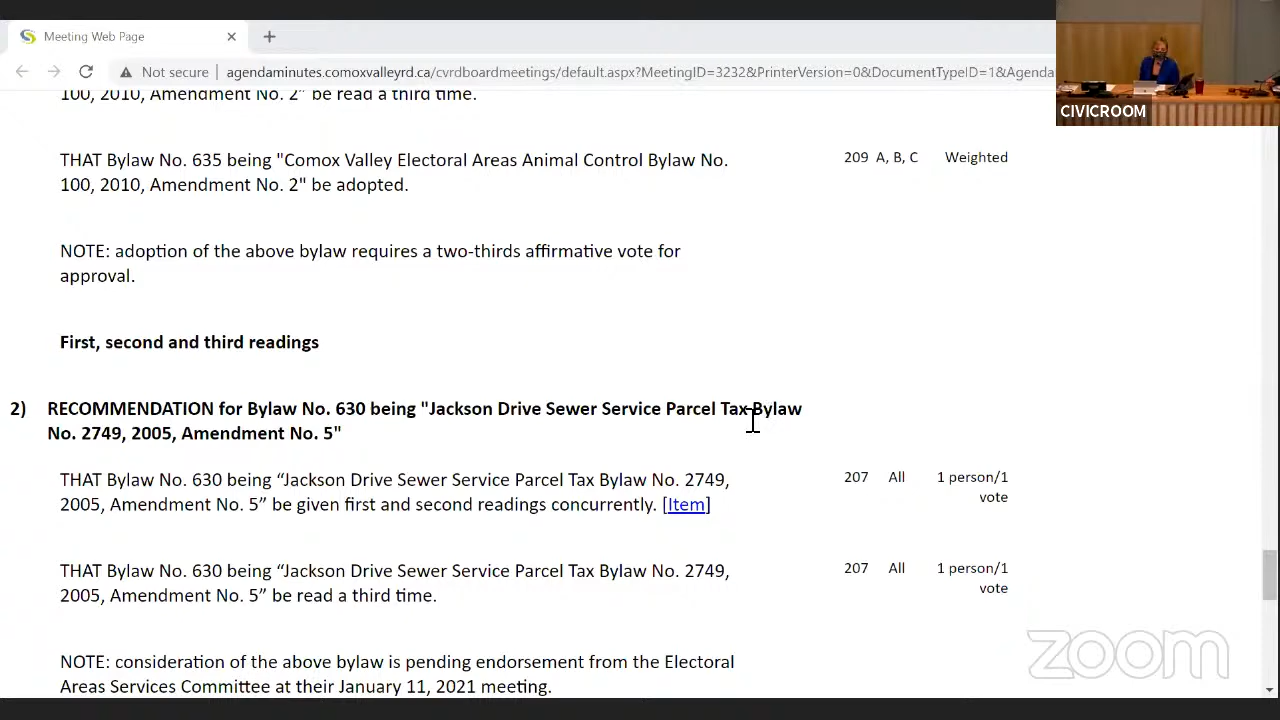 Meeting Web Page
Not secure | agendaminutes.comoxvalleyrd.ca/cvrdboardmeetings/default.aspx?MeetingID=3232&PrinterVersion=0&DocumentTypeID=1&Agenda
CIVICROOM
100, 2010, Amendment No. 2" be read a third time.
THAT Bylaw No. 635 being "Comox Valley Electoral Areas Animal Control Bylaw No. 209 A, B, C Weighted
100, 2010, Amendment No. 2" be adopted.
NOTE: adoption of the above bylaw requires a two-thirds affirmative vote for
approval.
First, second and third readings
2) RECOMMENDATION for Bylaw No. 630 being "Jackson Drive Sewer Service Parcel Tax Bylaw
No. 2749, 2005, Amendment No. 5"
THAT Bylaw No. 630 being “Jackson Drive Sewer Service Parcel Tax Bylaw No. 2749, 207 All 1 person/1
2005, Amendment No. 5” be given first and second readings concurrently. [Item] vote
THAT Bylaw No. 630 being “Jackson Drive Sewer Service Parcel Tax Bylaw No. 2749, 207 All 1 person/1
2005, Amendment No. 5” be read a third time. vote
NOTE: consideration of the above bylaw is pending endorsement from the Electoral
Areas Services Committee at their January 11, 2021 meeting.
zoom